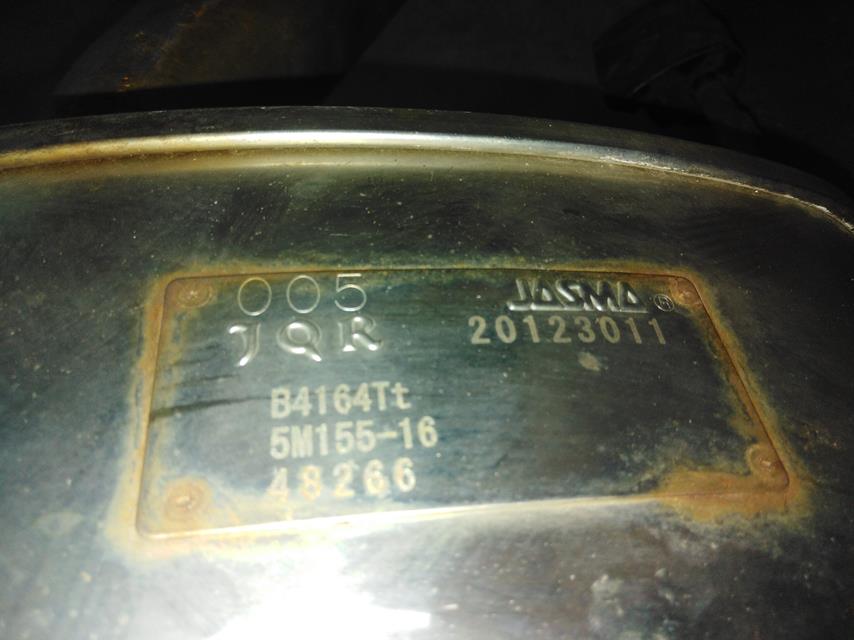 005 JASMA ®
JQR 20123011
B4164Tt
5M155-16
48266